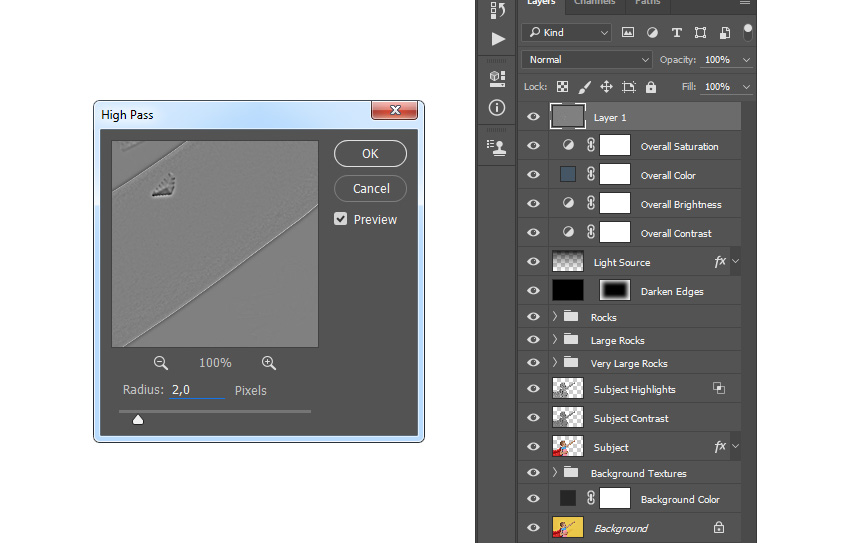 High Pass
OK
Cancel
Preview
100%
Radius: 2,0 Pixels
Layers Channels Paths
Kind
Normal Opacity: 100%
Lock: Fill: 100%
Layer 1
Overall Saturation
Overall Color
Overall Brightness
Overall Contrast
Light Source fx
Darken Edges
Rocks
Large Rocks
Very Large Rocks
Subject Highlights
Subject Contrast
Subject fx
Background Textures
Background Color
Background